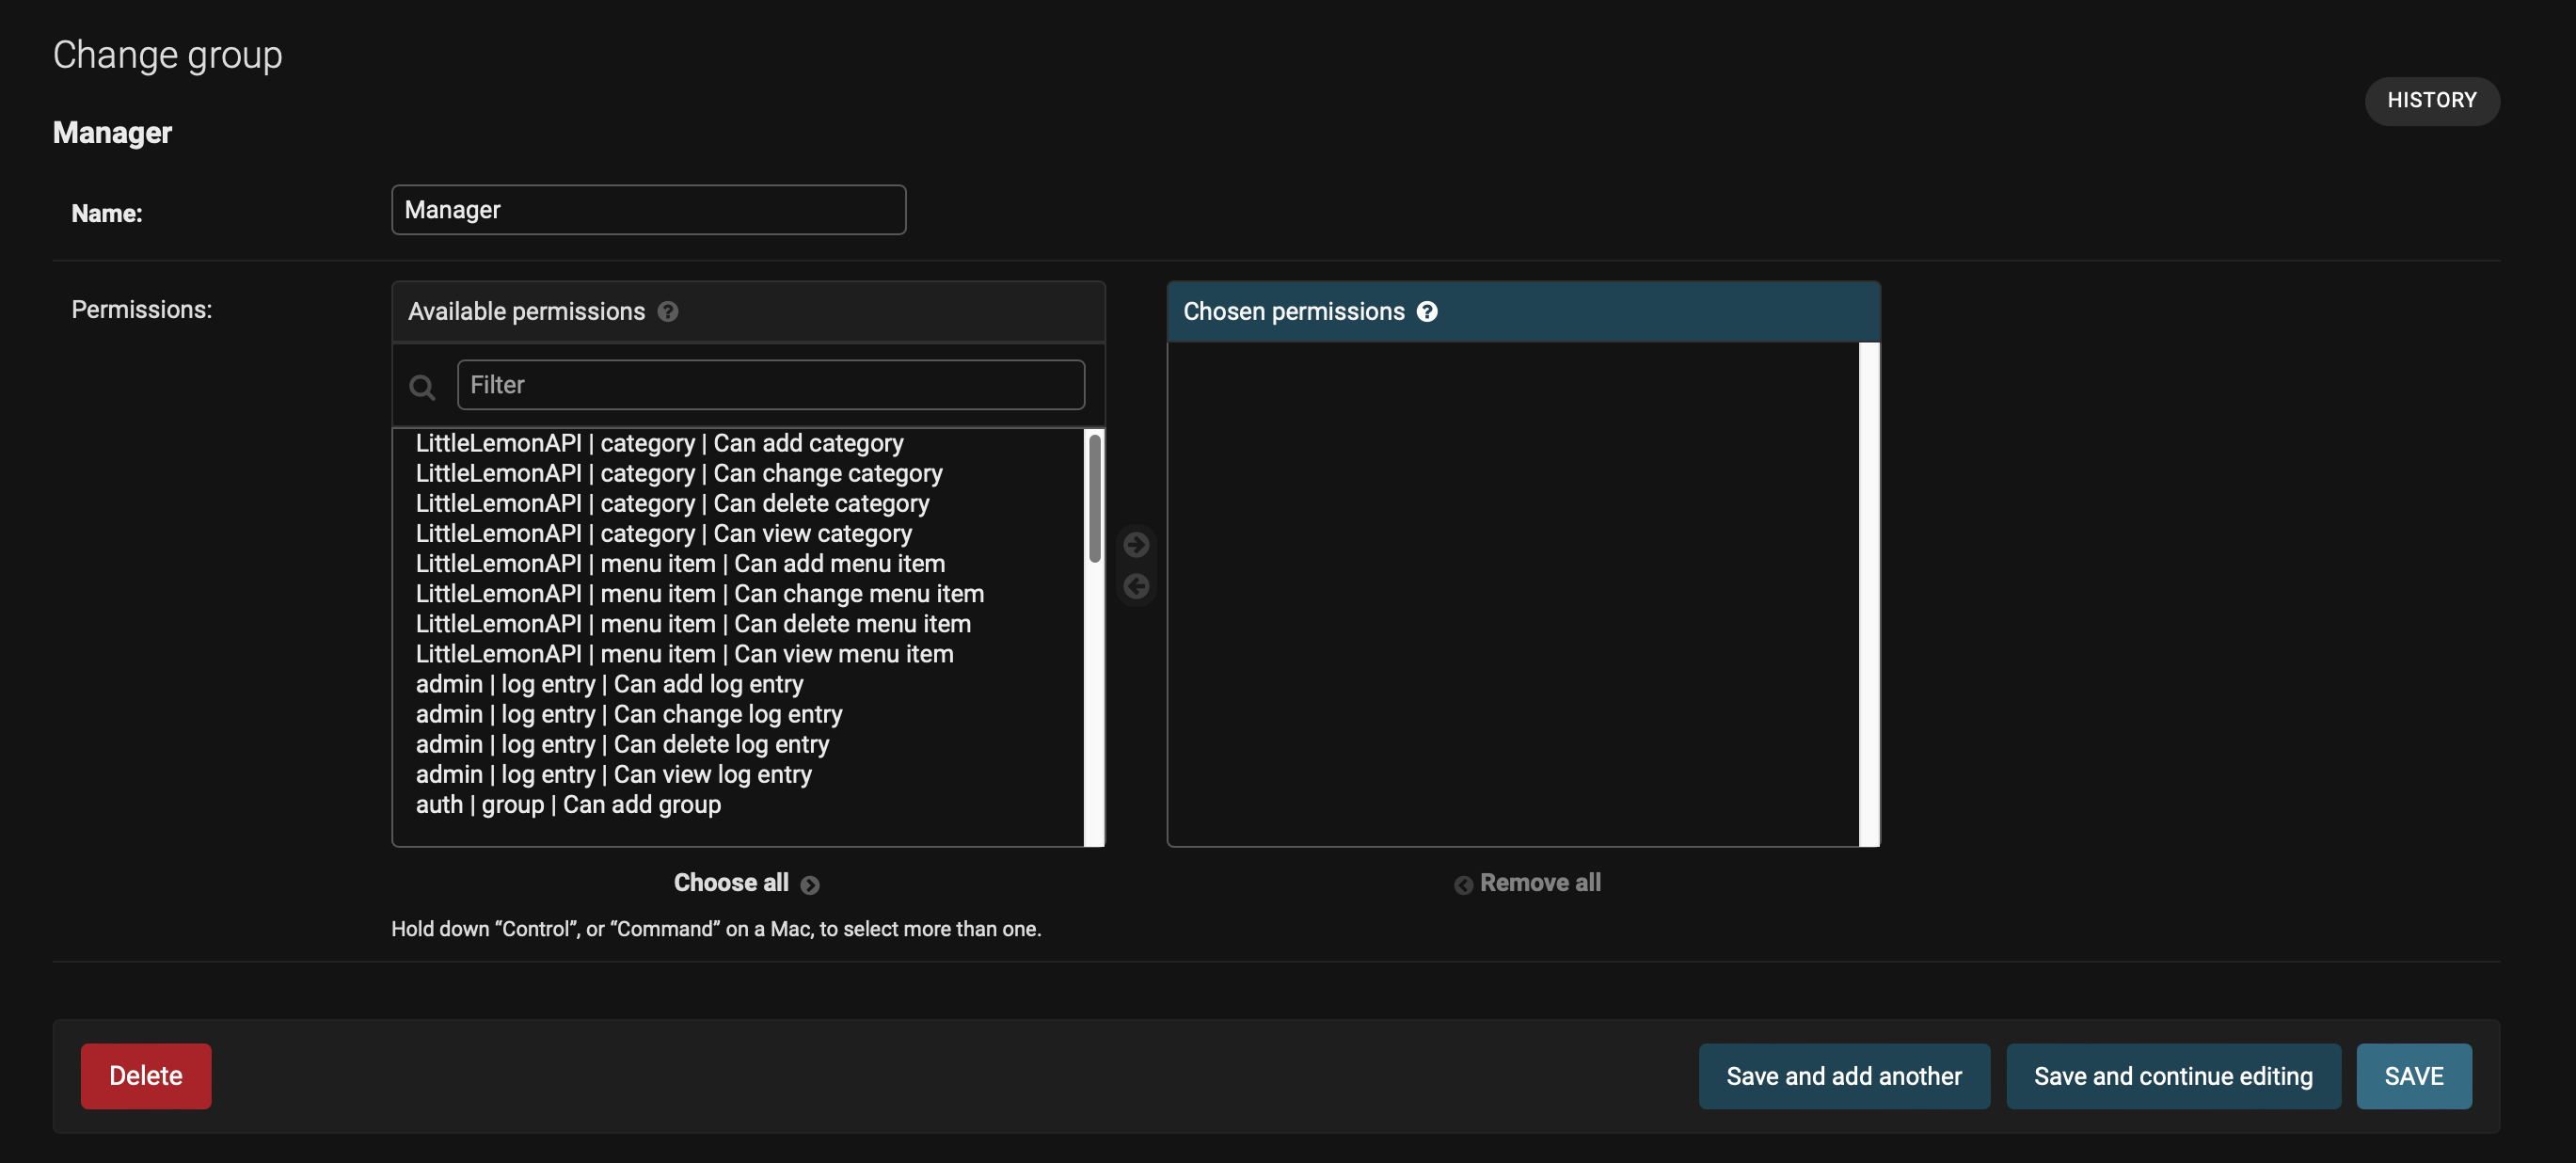 Change group
HISTORY
Manager
Name:
Manager
Permissions:
Available permissions ?
Chosen permissions ?
Filter
LittleLemonAPI | category | Can add category
LittleLemonAPI | category | Can change category
LittleLemonAPI | category | Can delete category
LittleLemonAPI | category | Can view category
LittleLemonAPI | menu item | Can add menu item
LittleLemonAPI | menu item | Can change menu item
LittleLemonAPI | menu item | Can delete menu item
LittleLemonAPI | menu item | Can view menu item
admin | log entry | Can add log entry
admin | log entry | Can change log entry
admin | log entry | Can delete log entry
admin | log entry | Can view log entry
auth | group | Can add group
Choose all
Remove all
Hold down “Control”, or “Command” on a Mac, to select more than one.
Delete
Save and add another
Save and continue editing
SAVE